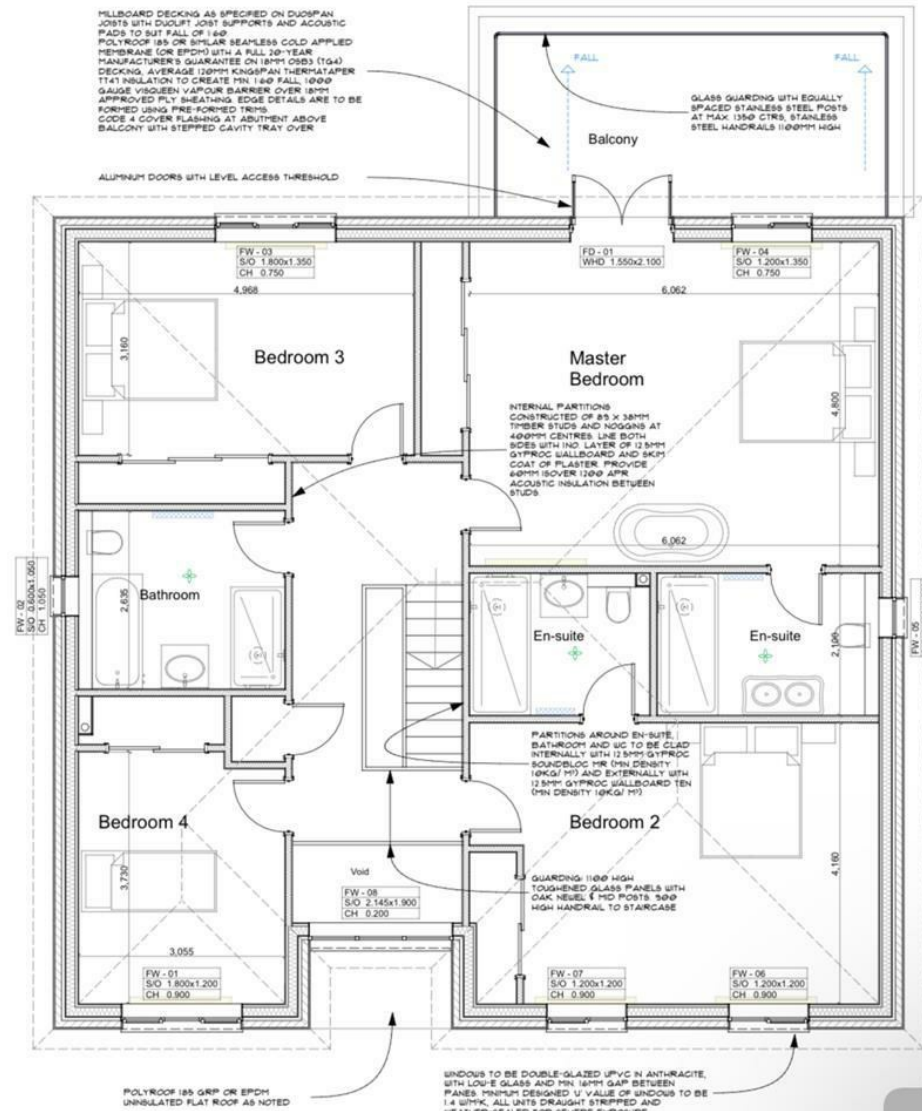 MILLBOARD DECKING AS SPECIFIED ON DUOSPAN
JOISTS WITH DUOLIFT JOIST SUPPORTS AND ACOUSTIC
PADS TO SUIT FALL OF 1:60
POLYROOF 185 OR SIMILAR SEAMLESS COLD APPLIED
MEMBRANE (OR EPDM) WITH A FULL 20-YEAR
MANUFACTURER'S GUARANTEE ON 18MM OSB3 (T&G)
DECKING, AVERAGE 120MM KINGSPAN THERMATAPER
TT47 INSULATION TO CREATE MIN. 1:60 FALL, 1000
GAUGE VISQUEEN VAPOUR BARRIER OVER 18MM
APPROVED PLY SHEATHING. EDGE DETAILS ARE TO BE
FORMED USING PRE-FORMED TRIMS.
CODE 4 COVER FLASHING AT ABUTMENT ABOVE
BALCONY WITH STEPPED CAVITY TRAY OVER
FALL
FALL
GLASS GUARDING WITH EQUALLY
SPACED STAINLESS STEEL POSTS
AT MAX. 1350 CTRS, STAINLESS
STEEL HANDRAILS 1100MM HIGH
Balcony
ALUMINUM DOORS WITH LEVEL ACCESS THRESHOLD
FW - 03
S/O 1.800x1.350
CH 0.750
FD - 01
WHD 1.550x2.100
FW - 04
S/O 1.200x1.350
CH 0.750
4,968
6,062
3,160
Bedroom 3
Master
Bedroom
4,800
INTERNAL PARTITIONS
CONSTRUCTED OF 89 X 38MM
TIMBER STUDS AND NOGGINS AT
400MM CENTRES. LINE BOTH
SIDES WITH 1NO. LAYER OF 12.5MM
GYPROC WALLBOARD AND SKIM
COAT OF PLASTER. PROVIDE
60MM ISOVER 1200 APR
ACOUSTIC INSULATION BETWEEN
STUDS.
6,062
FW - 02
S/O 0.600x1.050
CH 1.050
2,635
Bathroom
En-suite
En-suite
2,100
FW - 05
PARTITIONS AROUND EN-SUITE,
BATHROOM AND WC TO BE CLAD
INTERNALLY WITH 12.5MM GYPROC
SOUNDBLOC MR (MIN DENSITY
10KG/ M²) AND EXTERNALLY WITH
12.5MM GYPROC WALLBOARD TEN
(MIN DENSITY 10KG/ M²)
Bedroom 4
Bedroom 2
3,730
4,160
Void
FW - 08
S/O 2.145x1.900
CH 0.200
GUARDING: 1100 HIGH
TOUGHENED GLASS PANELS WITH
OAK NEWEL & MID POSTS. 900
HIGH HANDRAIL TO STAIRCASE
3,055
FW - 01
S/O 1.800x1.200
CH 0.900
FW - 07
S/O 1.200x1.200
CH 0.900
FW - 06
S/O 1.200x1.200
CH 0.900
POLYROOF 185 GRP OR EPDM
UNINSULATED FLAT ROOF AS NOTED
WINDOWS TO BE DOUBLE-GLAZED UPVC IN ANTHRACITE,
WITH LOW-E GLASS AND MIN. 16MM GAP BETWEEN
PANES. MINIMUM DESIGNED 'U' VALUE OF WINDOWS TO BE
1.4 W/M²K, ALL UNITS DRAUGHT STRIPPED AND